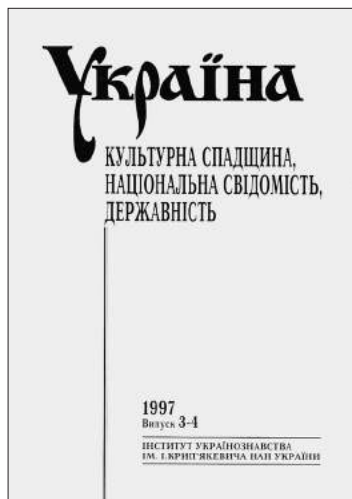 Україна
КУЛЬТУРНА СПАДЩИНА,
НАЦІОНАЛЬНА СВІДОМІСТЬ,
ДЕРЖАВНІСТЬ
1997
Випуск 3-4
ІНСТИТУТ УКРАЇНОЗНАВСТВА
ІМ. І.КРИП'ЯКЕВИЧА НАН УКРАЇНИ